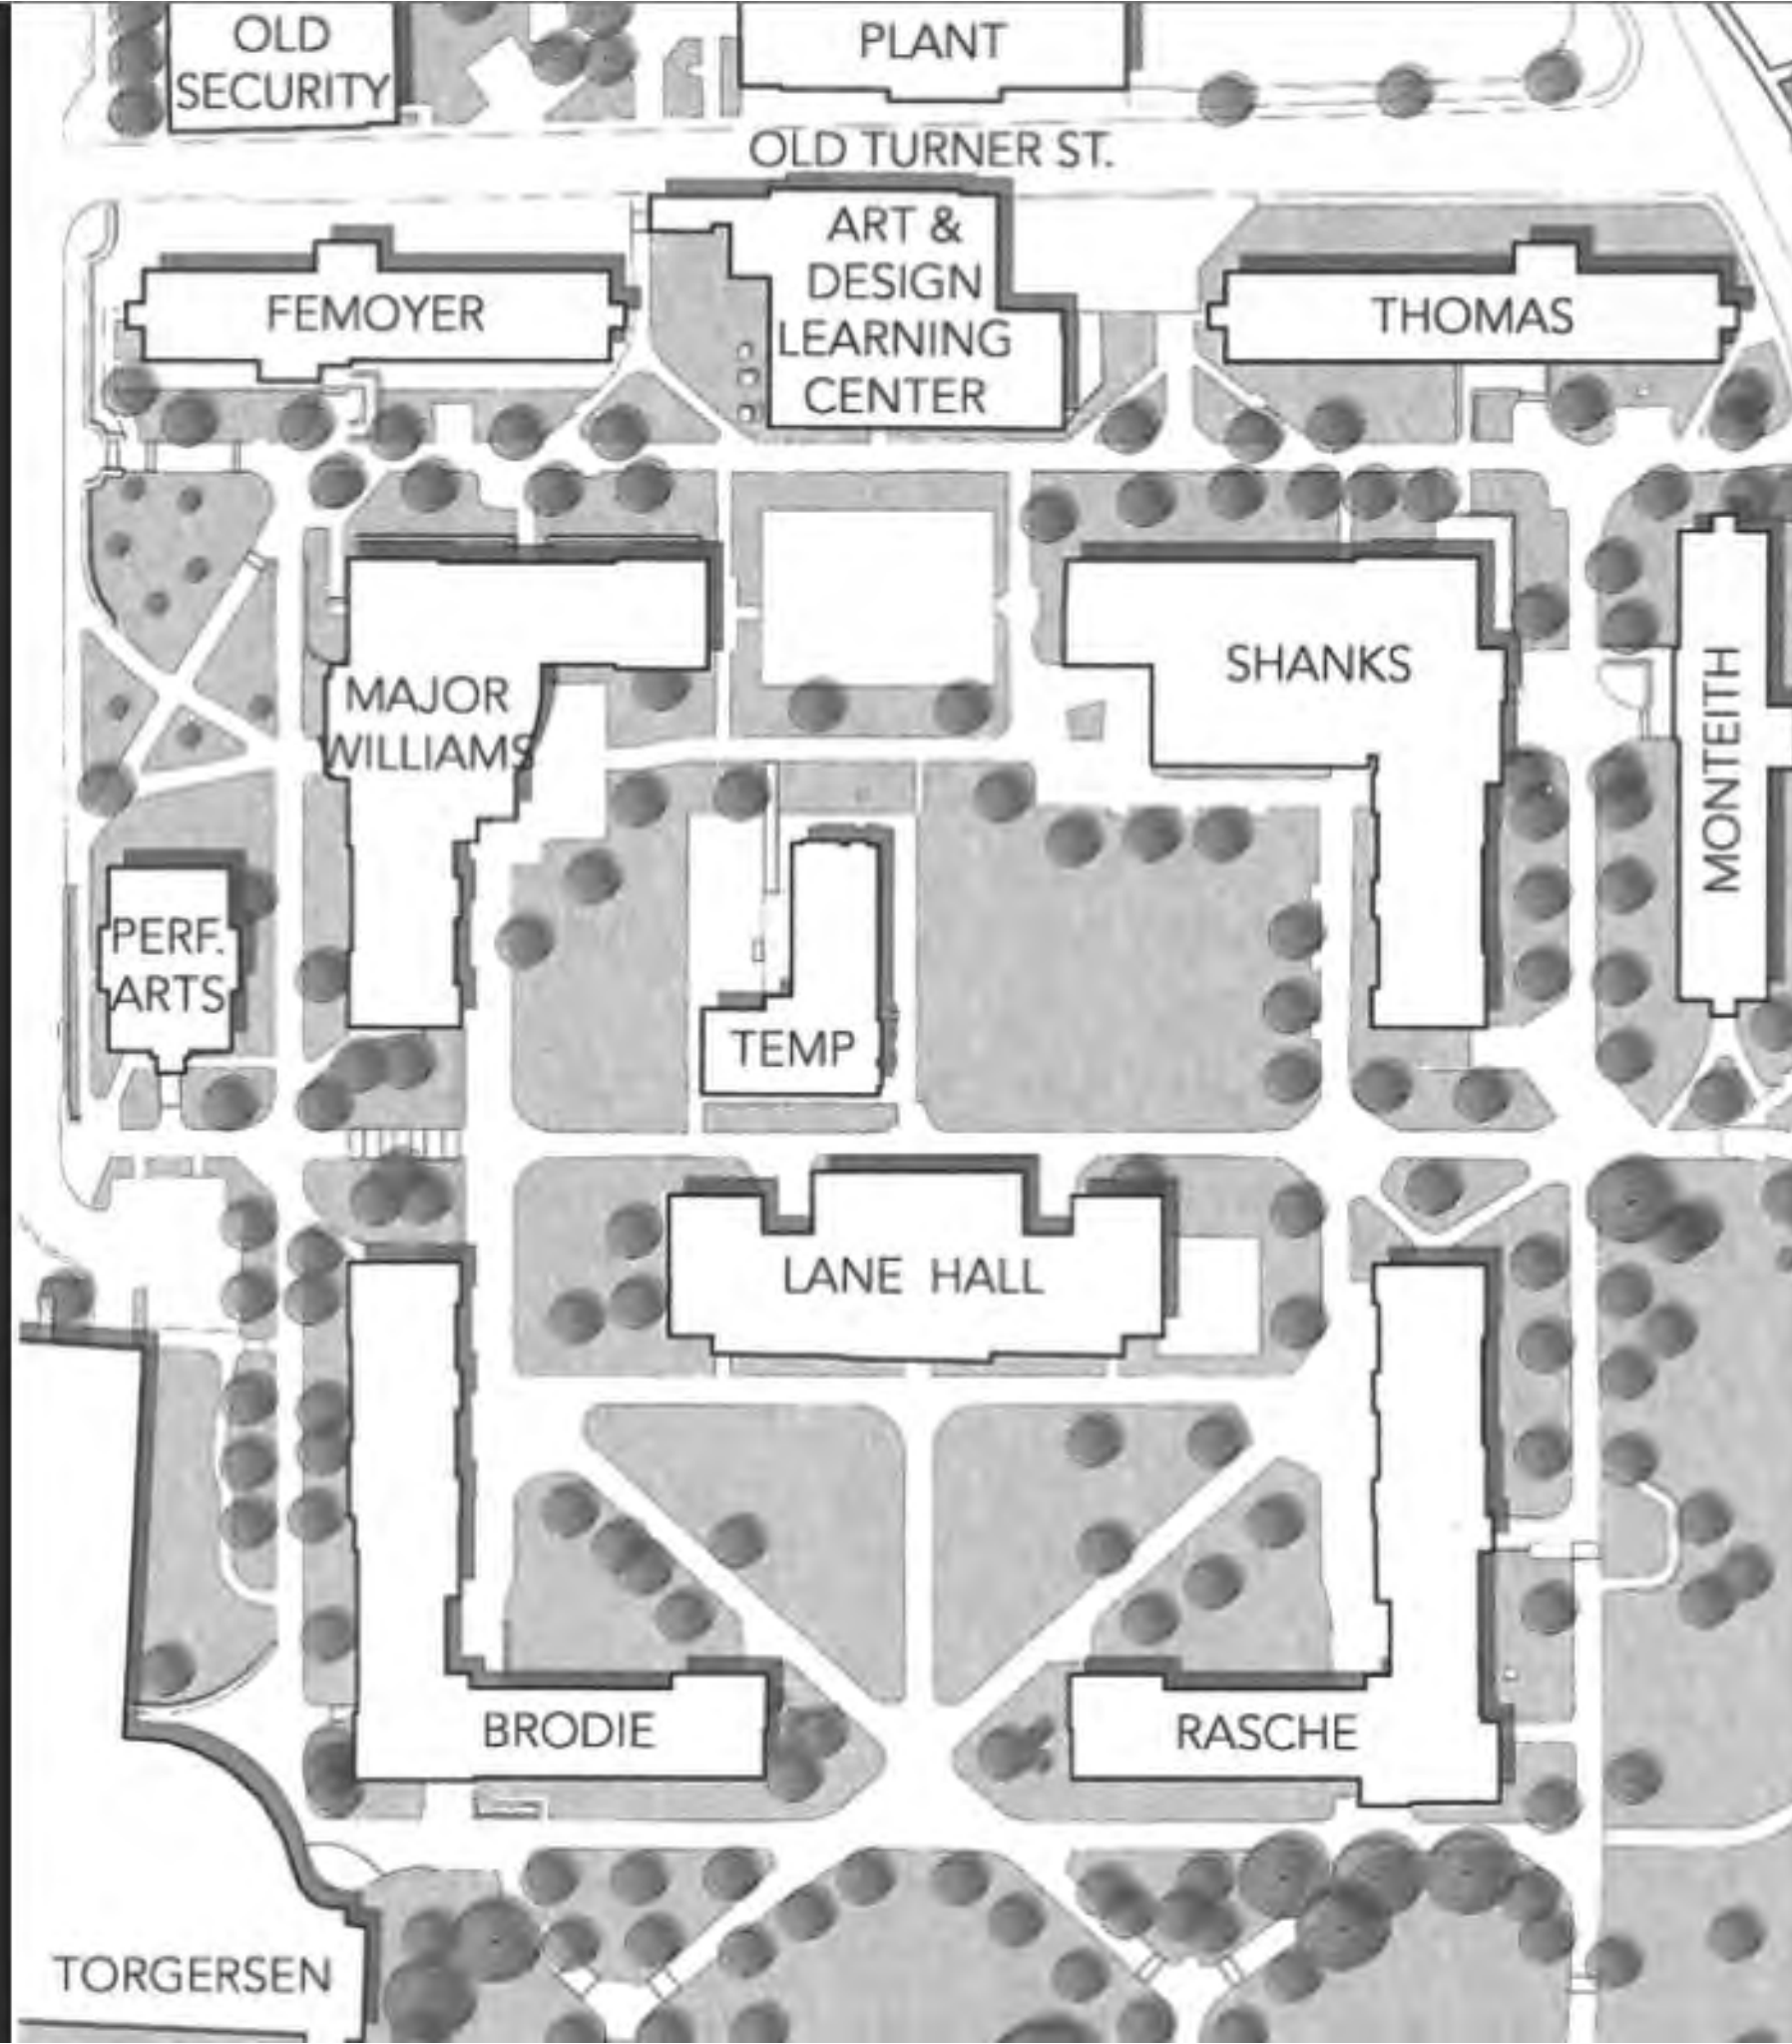 OLD
SECURITY
PLANT
OLD TURNER ST.
ART &
DESIGN
LEARNING
CENTER
FEMOYER
THOMAS
MAJOR
WILLIAMS
SHANKS
MONTEITH
PERF.
ARTS
TEMP
LANE HALL
BRODIE
RASCHE
TORGERSEN